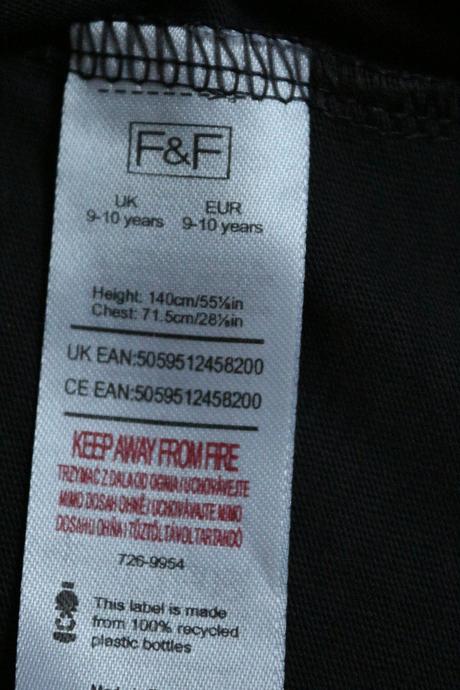 F&F
UK EUR
9-10 years 9-10 years
Height: 140cm/55⅛in
Chest: 71.5cm/28⅛in
UK EAN:5059512458200
CE EAN:5059512458200
KEEP AWAY FROM FIRE
TRZYMAĆ Z DALA OD OGNIA / UCHOVÁVEJTE
MIMO DOSAH OHNĚ / UCHOVÁVAJTE MIMO
DOSAHU OHŇA / TŰZTŐL TÁVOL TARTANDÓ
726-9954
This label is made
from 100% recycled
plastic bottles